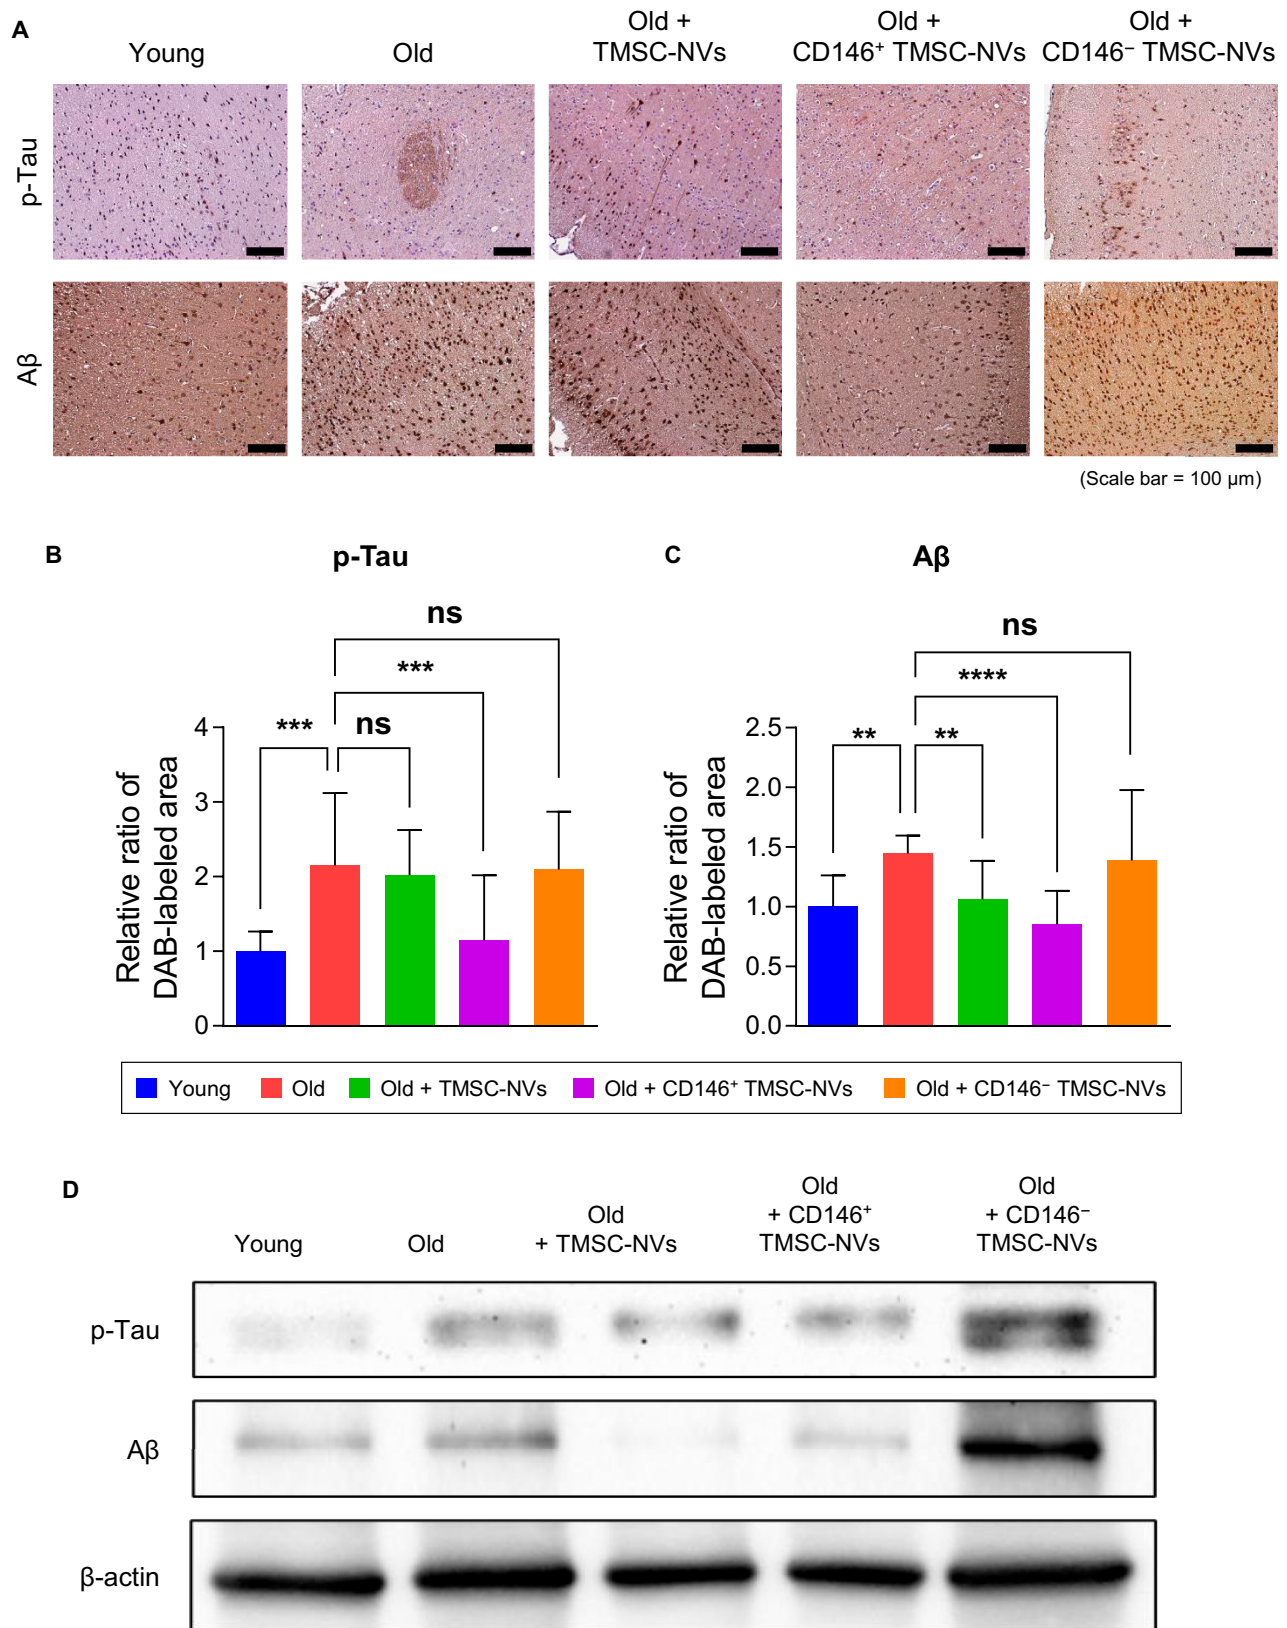 A
Young
Old
Old +
TMSC-NVs
Old +
CD146⁺ TMSC-NVs
Old +
CD146⁻ TMSC-NVs
p-Tau
Aβ
(Scale bar = 100 μm)
B
p-Tau
ns
***
***
ns
4
3
2
1
0
Relative ratio of
DAB-labeled area
C
Aβ
ns
****
**
**
2.5
2.0
1.5
1.0
0.5
0.0
Relative ratio of
DAB-labeled area
Young
Old
Old + TMSC-NVs
Old + CD146⁺ TMSC-NVs
Old + CD146⁻ TMSC-NVs
D
Young
Old
Old
+ TMSC-NVs
Old
+ CD146⁺
TMSC-NVs
Old
+ CD146⁻
TMSC-NVs
p-Tau
Aβ
β-actin